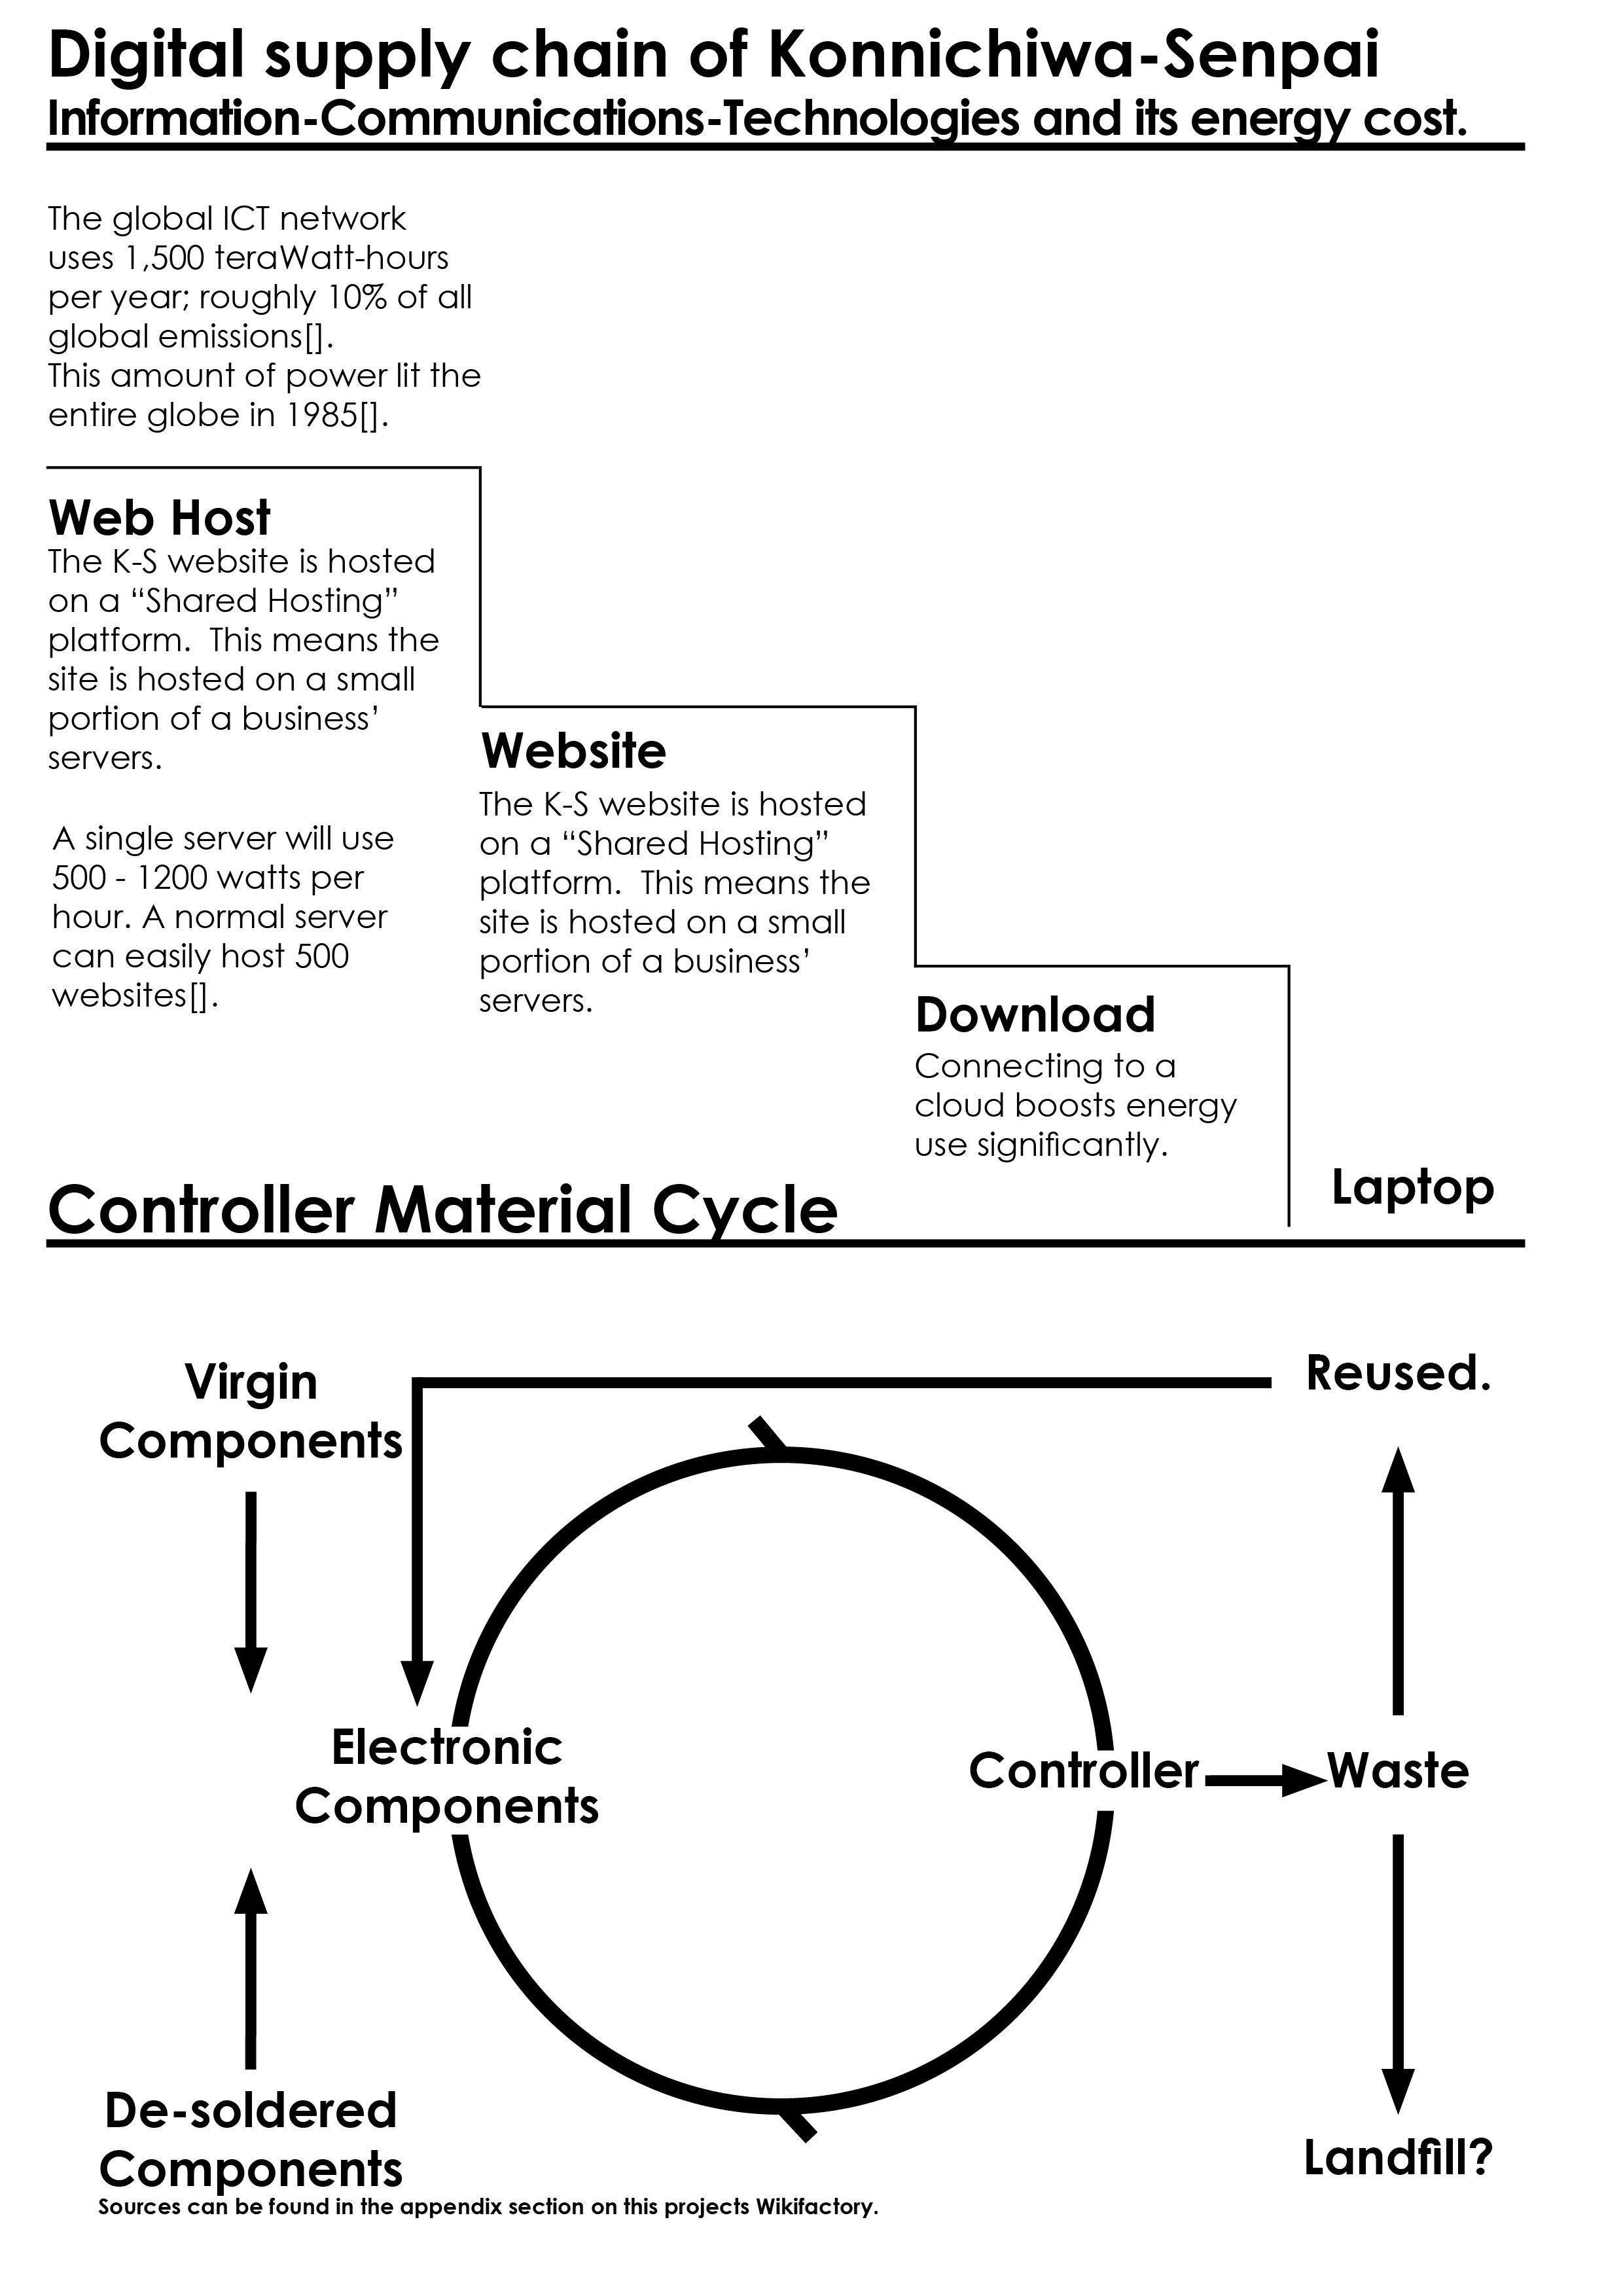 Digital supply chain of Konnichiwa-Senpai
Information-Communications-Technologies and its energy cost.
The global ICT network
uses 1,500 teraWatt-hours
per year; roughly 10% of all
global emissions[].
This amount of power lit the
entire globe in 1985[].
Web Host
The K-S website is hosted
on a “Shared Hosting”
platform.  This means the
site is hosted on a small
portion of a business’
servers.
A single server will use
500 - 1200 watts per
hour. A normal server
can easily host 500
websites[].
Website
The K-S website is hosted
on a “Shared Hosting”
platform.  This means the
site is hosted on a small
portion of a business’
servers.
Download
Connecting to a
cloud boosts energy
use significantly.
Laptop
Controller Material Cycle
Virgin
Components
Reused.
Electronic
Components
Controller
Waste
De-soldered
Components
Landfill?
Sources can be found in the appendix section on this projects Wikifactory.